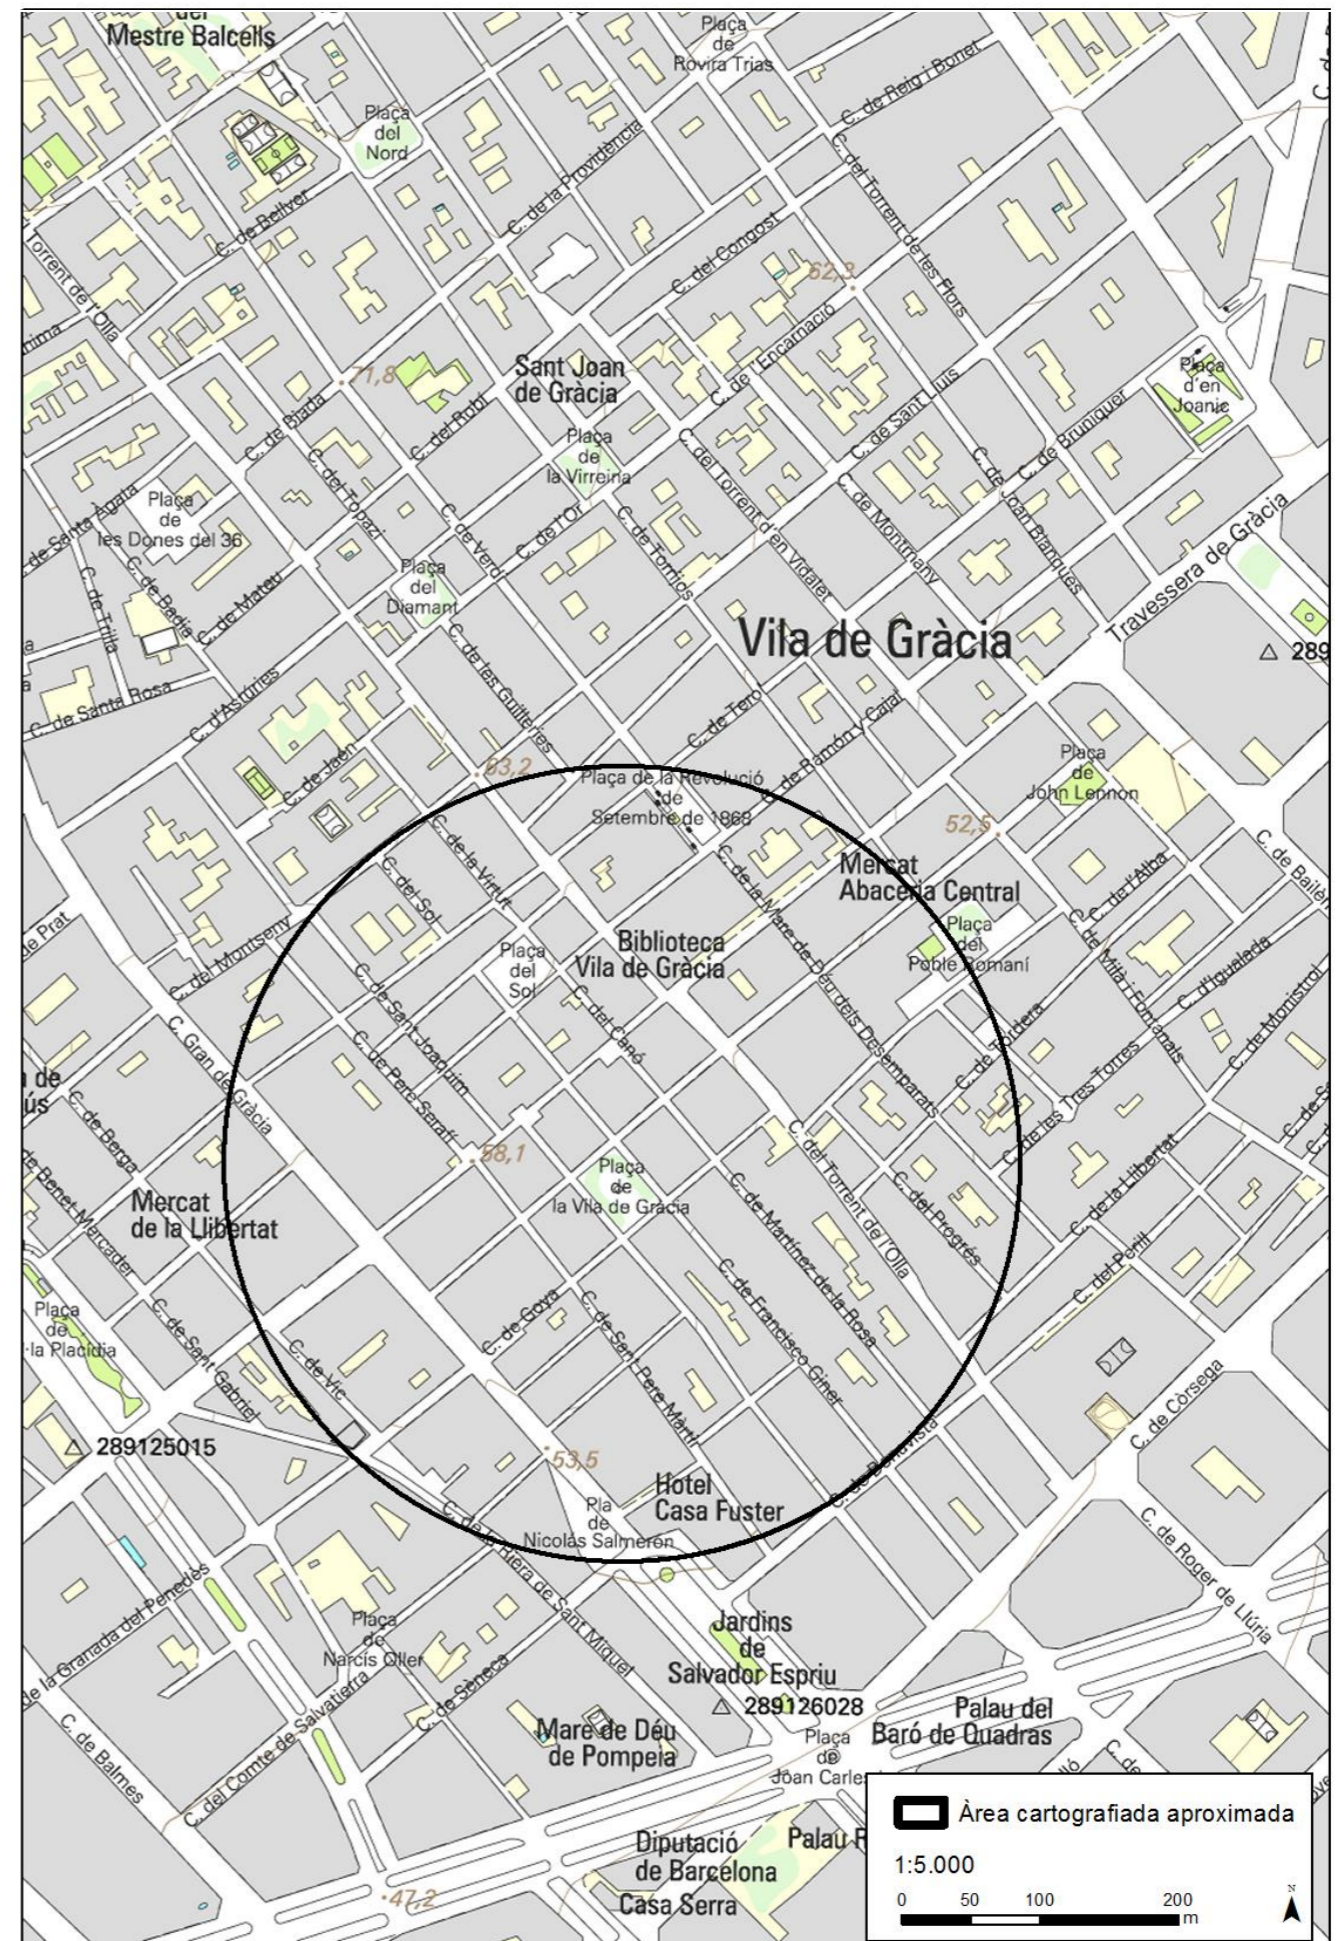 del
Mestre Balcells
Plaça
de
Rovira Trias
C. de Reig i Bonet
Plaça
del
Nord
C. de la Providència
C. de Bellver
C. del Torrent de les Flors
C. del Congost
62,3
Torrent de l'Olla
Sant Joan
de Gràcia
71,8
C. de l'Encarnació
Plaça
d'en
Joanic
C. de Biada
C. del Robí
C. de Sant Lluís
C. de Bruniquer
Plaça
de
la Virreina
C. del Torrent d'en Vidalet
C. del Topazi
C. de Verdi
C. de l'Or
C. de Torrijos
C. de Montmany
C. de Joan Blanques
Plaça
de
les Dones del 36
de Santa Àgata
C. de Trilla
C. de Badia
C. de Mateu
Plaça
del
Diamant
Travessera de Gràcia
Vila de Gràcia
289
C. de les Guilleries
C. de Santa Rosa
C. d'Astúries
C. de Terol
C. de Ramón y Cajal
C. de Jaén
63,2
Plaça de la Revolució
de
Setembre de 1868
Plaça
de
John Lennon
52,5
C. de la Virtut
C. del Sol
Mercat
Abaceria Central
C. de l'Alba
C. de Bailèn
C. de la Mare de Déu dels Desemparats
de Prat
C. del Montseny
Plaça
del
Sol
Biblioteca
Vila de Gràcia
Plaça
del
Poble Romaní
C. de Milà i Fontanals
C. d'Igualada
C. de Monistrol
C. de Sant Joaquim
C. del Canó
C. Gran de Gràcia
C. de Pere Serafí
C. de Tordera
C. de les Tres Torres
C. de Berga
58,1
Plaça
de
la Vila de Gràcia
C. del Torrent de l'Olla
C. del Progrés
C. de la Llibertat
C. del Perill
de Benet Mercader
Mercat
de la Llibertat
C. de Martínez de la Rosa
C. de Francisco Giner
Plaça
de
la Placídia
C. de Sant Gabriel
C. de Vic
C. de Goya
C. de Sant Pere Màrtir
C. de Còrsega
289125015
53,5
C. de Bonavista
Hotel
Casa Fuster
Pla
de
Nicolás Salmerón
C. de la Riera de Sant Miquel
C. de Roger de Llúria
de la Granada del Penedès
Plaça
de
Narcís Oller
Jardins
de
Salvador Espriu
C. de Sèneca
C. del Comte de Salvatierra
C. de Balmes
289126028
Mare de Déu
de Pompeia
Palau del
Baró de Quadras
Plaça
de
Joan Carles
Diputació
de Barcelona
Casa Serra
Palau R
47,2
Àrea cartografiada aproximada
1:5.000
0 50 100 200
m
N